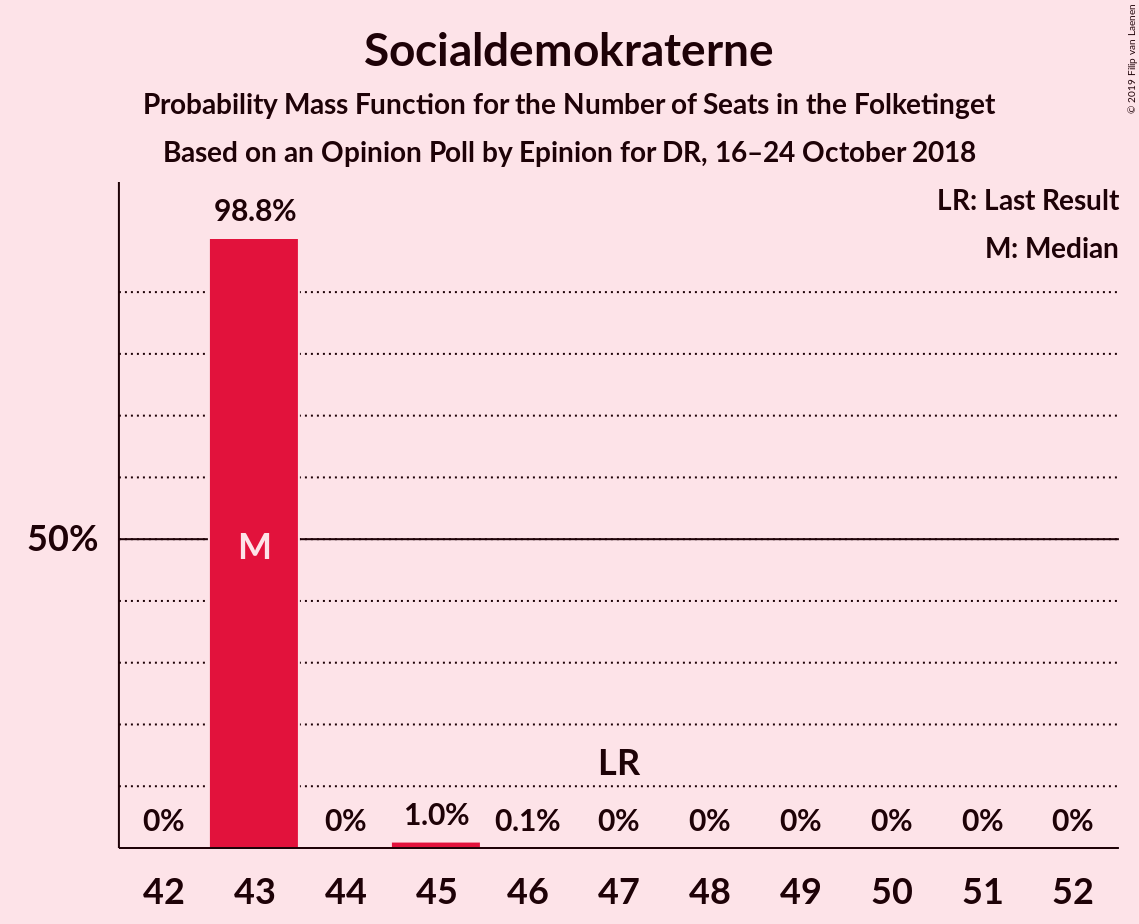 Socialdemokraterne
Probability Mass Function for the Number of Seats in the Folketinget
Based on an Opinion Poll by Epinion for DR, 16–24 October 2018
© 2019 Filip van Laenen
LR: Last Result
M: Median
98.8%
50%
M
LR
0%
0%
1.0%
0.1%
0%
0%
0%
0%
0%
0%
42 43 44 45 46 47 48 49 50 51 52